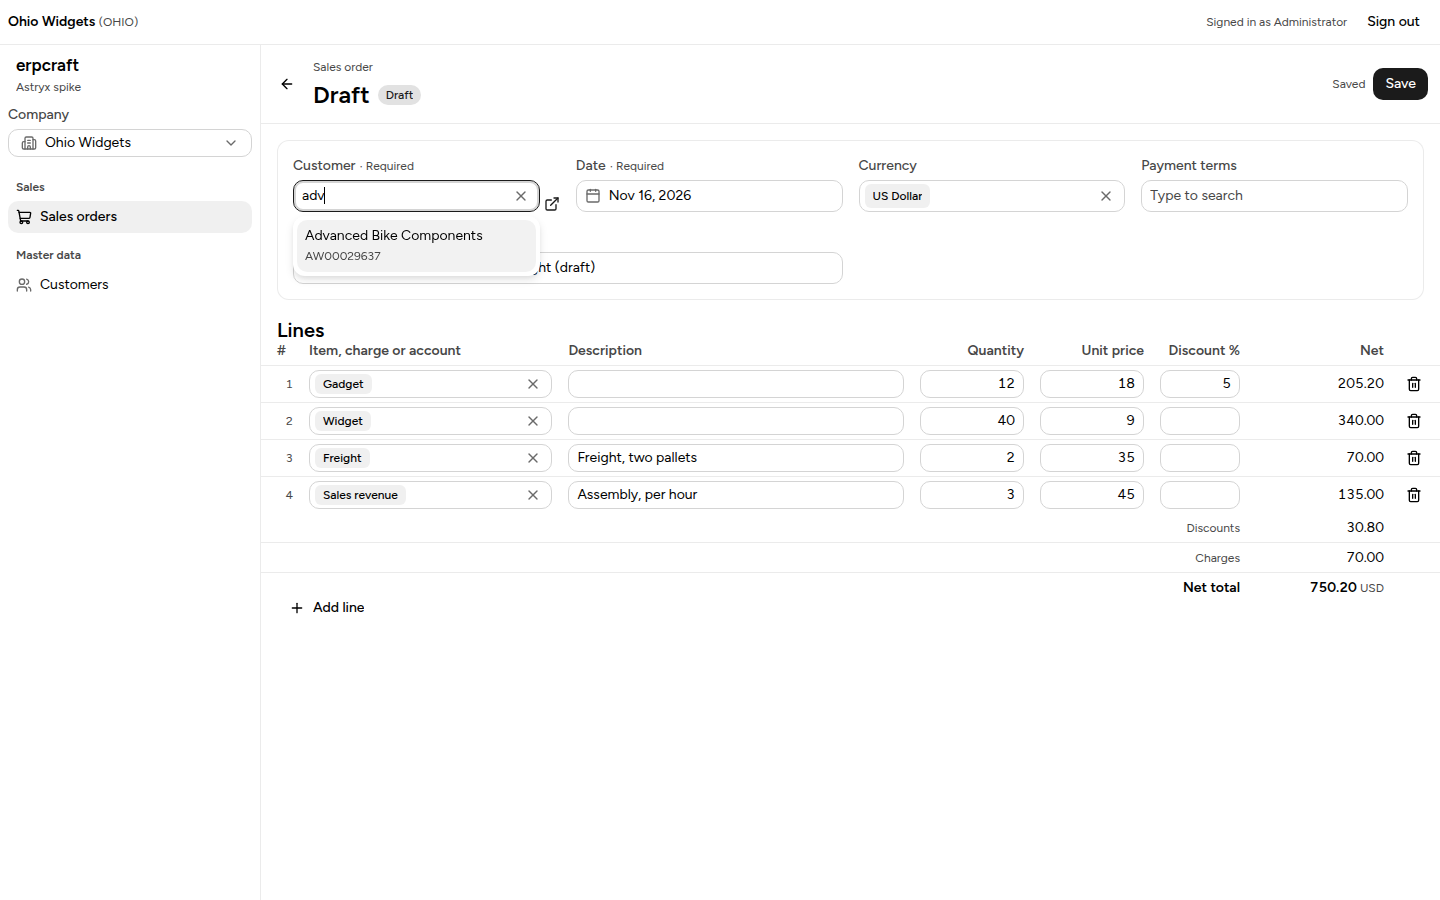 Ohio Widgets (OHIO)
Signed in as Administrator
Sign out
erpcraft
Astryx spike
Company
Ohio Widgets
Sales
Sales orders
Master data
Customers
Sales order
Draft
Draft
Saved
Save
Customer · Required
adv
Advanced Bike Components
AW00029637
Date · Required
Nov 16, 2026
Currency
US Dollar
Payment terms
Type to search
(draft)
Lines
# Item, charge or account Description Quantity Unit price Discount % Net
1 Gadget 12 18 5 205.20
2 Widget 40 9 340.00
3 Freight Freight, two pallets 2 35 70.00
4 Sales revenue Assembly, per hour 3 45 135.00
Discounts 30.80
Charges 70.00
Net total 750.20 USD
Add line